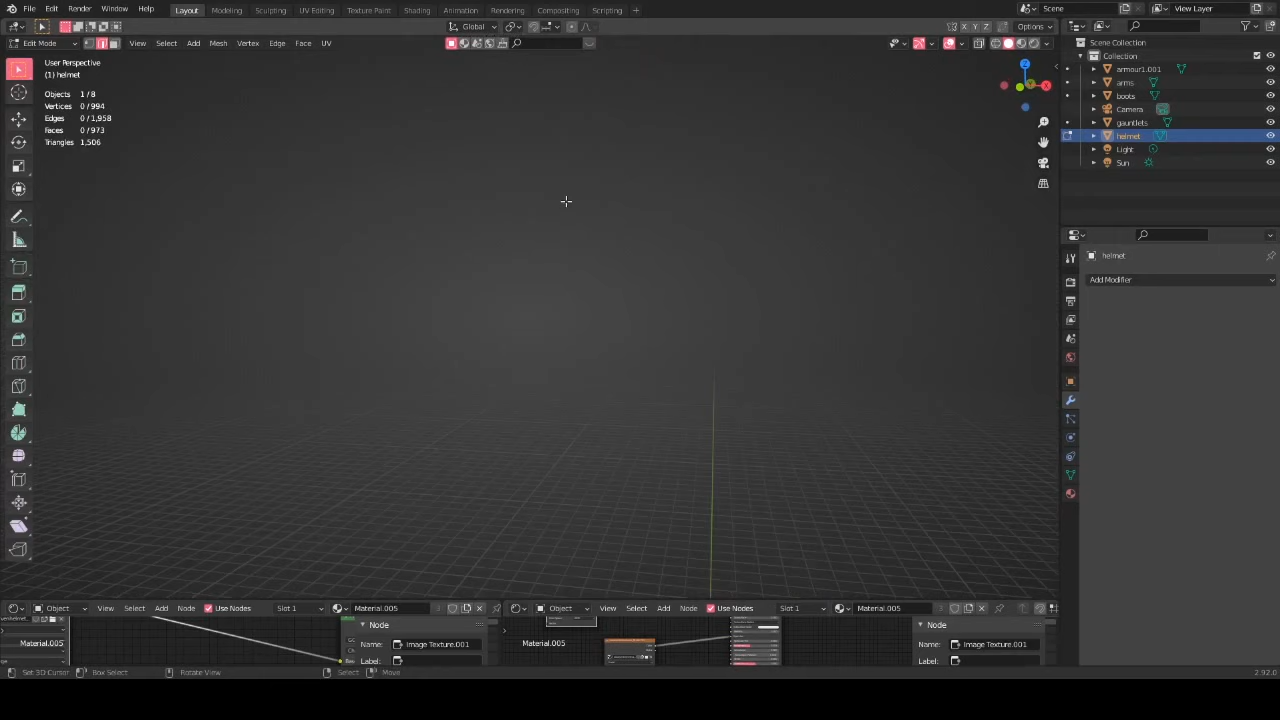 File Edit Render Window Help
Layout Modeling Sculpting UV Editing Texture Paint Shading Animation Rendering Compositing Scripting +
Scene
View Layer
Global
Options
X Y Z
Edit Mode
View Select Add Mesh Vertex Edge Face UV
User Perspective
(1) helmet
Objects 1/8
Vertices 0/994
Edges 0/1,958
Faces 0/973
Triangles 1,506
Z
X
Scene Collection
Collection
armour1.001
arms
boots
Camera
gauntlets
helmet
Light
Sun
helmet
Add Modifier
Object View Select Add Node Use Nodes Slot 1 Material.005
Object View Select Add Node Use Nodes Slot 1 Material.005
Node
Name: Image Texture.001
Label:
Material.005
Node
Name: Image Texture.001
Label:
Material.005
Set 3D Cursor Box Select Rotate View Select Move
2.92.0